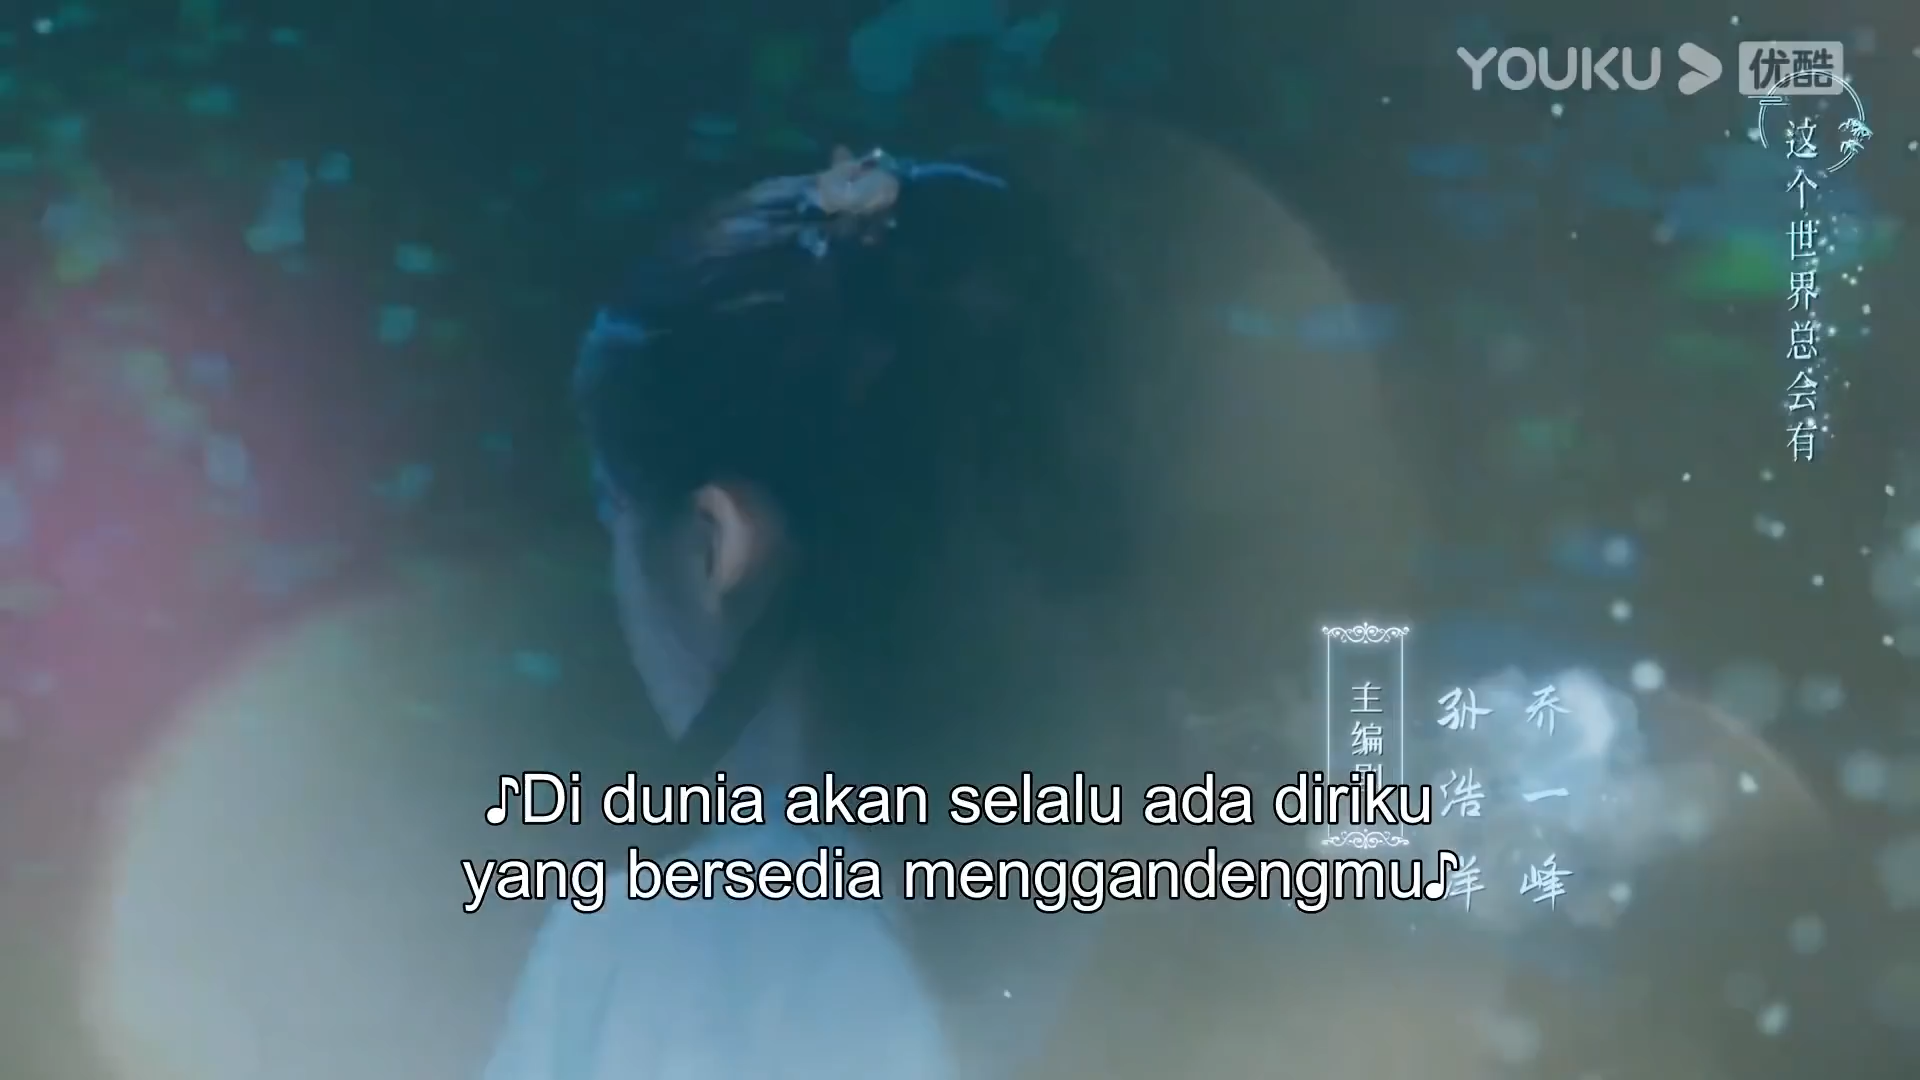 YOUKU 优酷
这个世界总会有
主编剧
乔一峰
孙浩洋
♪Di dunia akan selalu ada diriku
yang bersedia menggandengmu♪